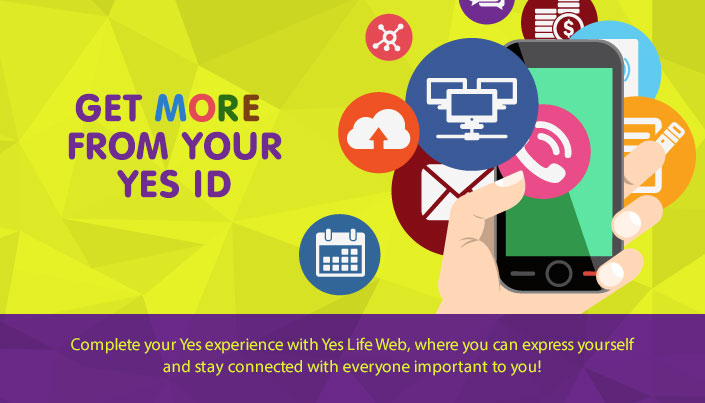 GET MORE
FROM YOUR
YES ID
Complete your Yes experience with Yes Life Web, where you can express yourself
and stay connected with everyone important to you!
$